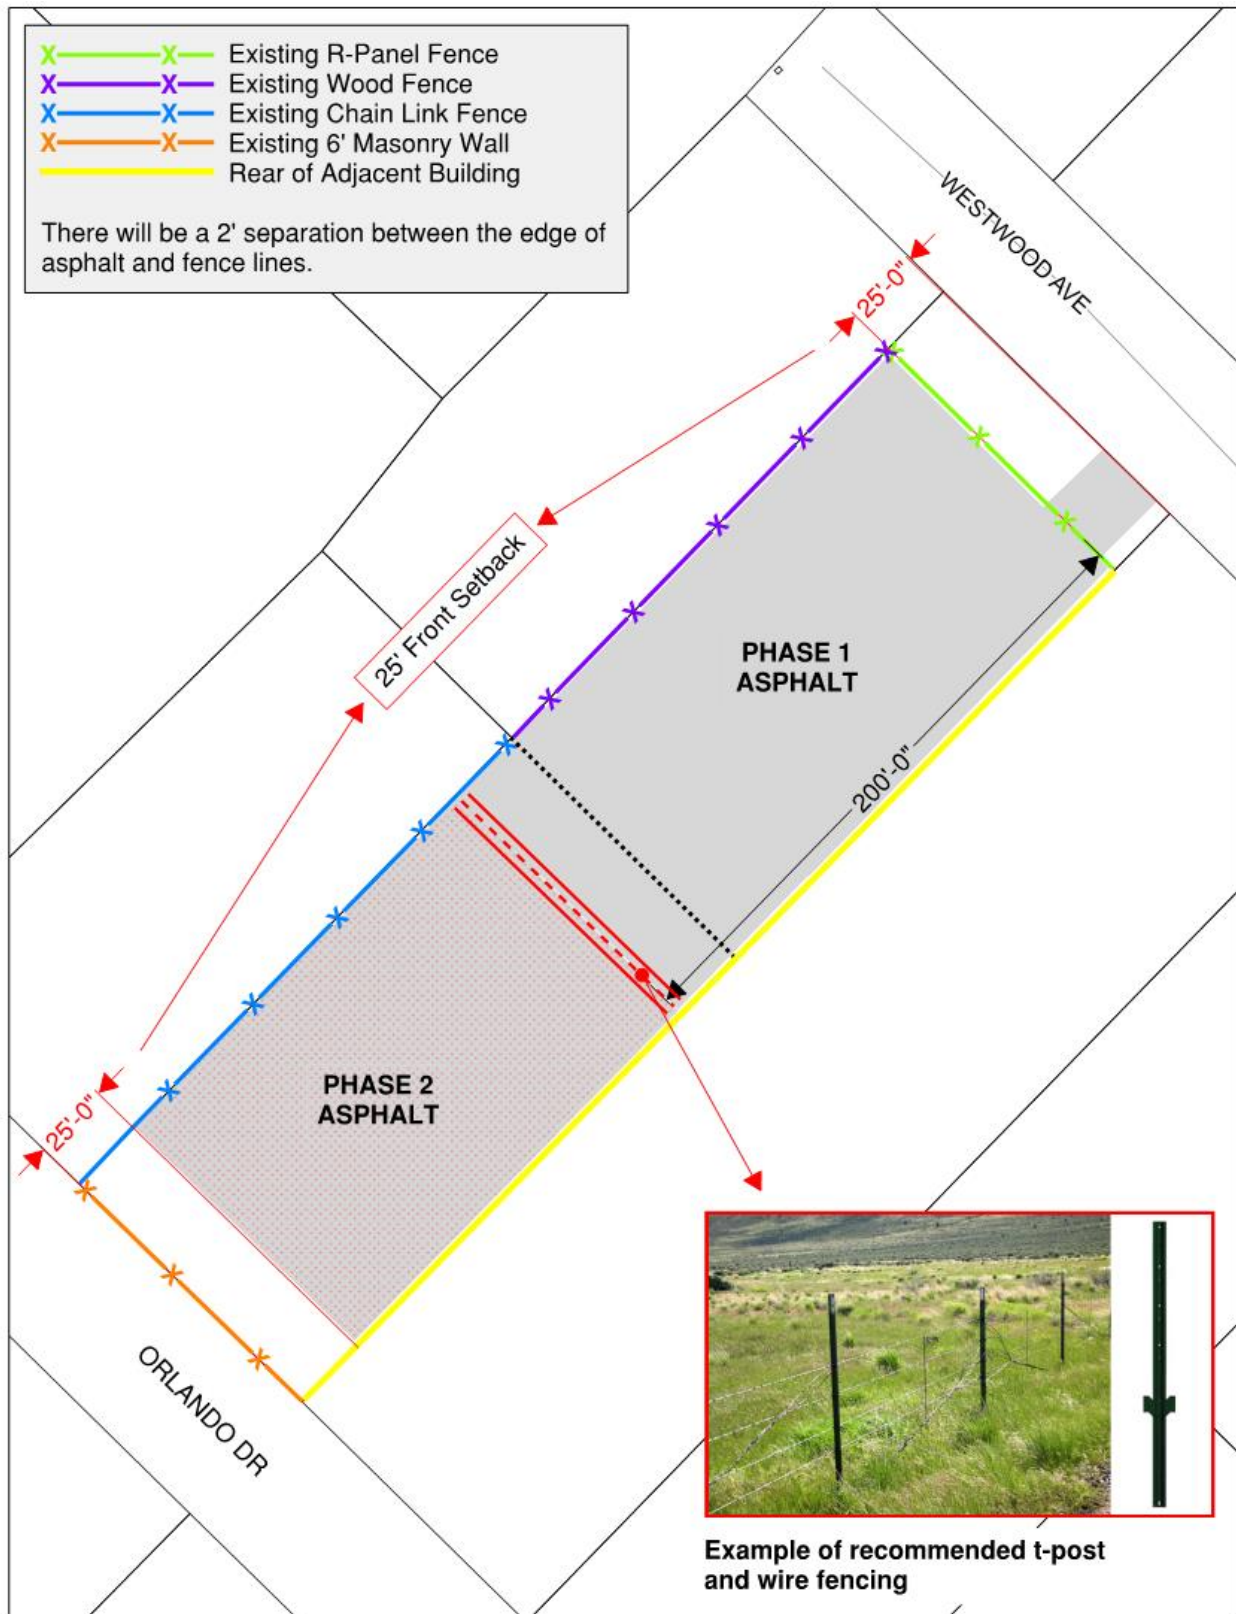 X X Existing R-Panel Fence
X X Existing Wood Fence
X X Existing Chain Link Fence
X X Existing 6' Masonry Wall
Rear of Adjacent Building
There will be a 2' separation between the edge of
asphalt and fence lines.
WESTWOOD AVE
25'-0"
25' Front Setback
PHASE 1
ASPHALT
200'-0"
PHASE 2
ASPHALT
25'-0"
ORLANDO DR
Example of recommended t-post
and wire fencing